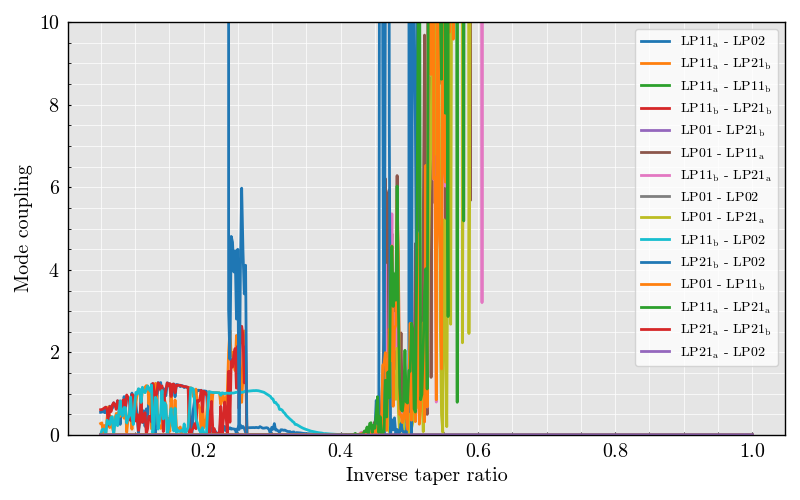 10
8
6
4
2
0
Mode coupling
0.2
0.4
0.6
0.8
1.0
Inverse taper ratio
LP11a - LP02
LP11a - LP21b
LP11a - LP11b
LP11b - LP21b
LP01 - LP21b
LP01 - LP11a
LP11b - LP21a
LP01 - LP02
LP01 - LP21a
LP11b - LP02
LP21b - LP02
LP01 - LP11b
LP11a - LP21a
LP21a - LP21b
LP21a - LP02